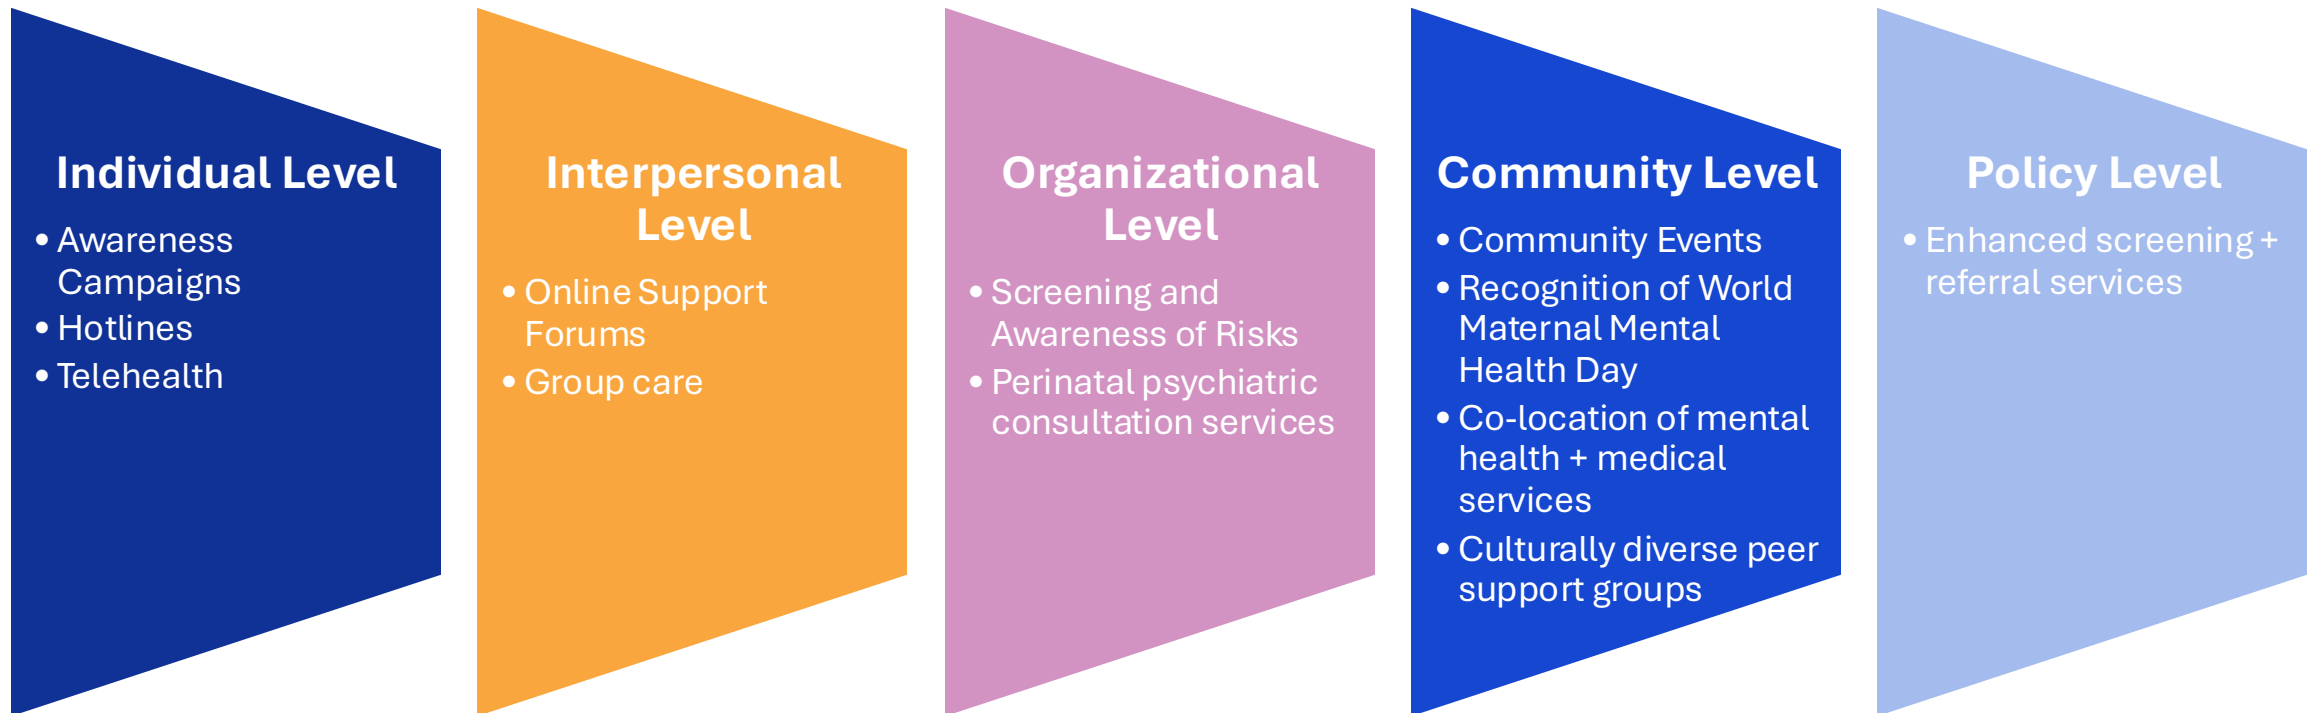 Individual Level
• Awareness
Campaigns
• Hotlines
• Telehealth
Interpersonal
Level
• Online Support
Forums
• Group care
Organizational
Level
• Screening and
Awareness of Risks
• Perinatal psychiatric
consultation services
Community Level
• Community Events
• Recognition of World
Maternal Mental
Health Day
• Co-location of mental
health + medical
services
• Culturally diverse peer
support groups
Policy Level
• Enhanced screening +
referral services